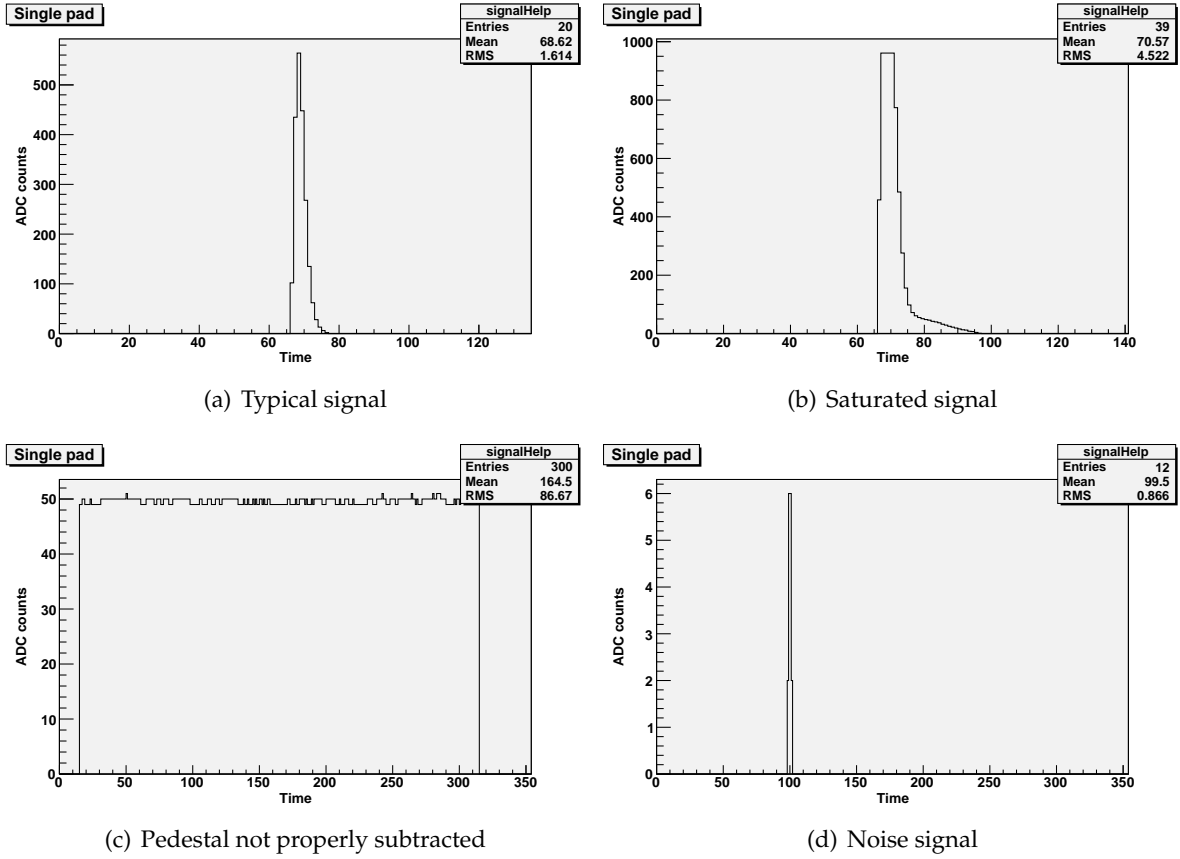 Single pad
signalHelp
Entries 20
Mean 68.62
RMS 1.614
ADC counts
500
400
300
200
100
0
0 20 40 60 80 100 120
Time
(a) Typical signal
Single pad
signalHelp
Entries 39
Mean 70.57
RMS 4.522
ADC counts
1000
800
600
400
200
0
0 20 40 60 80 100 120 140
Time
(b) Saturated signal
Single pad
signalHelp
Entries 300
Mean 164.5
RMS 86.67
ADC counts
50
40
30
20
10
0
0 50 100 150 200 250 300 350
Time
(c) Pedestal not properly subtracted
Single pad
signalHelp
Entries 12
Mean 99.5
RMS 0.866
ADC counts
6
5
4
3
2
1
0
0 50 100 150 200 250 300 350
Time
(d) Noise signal